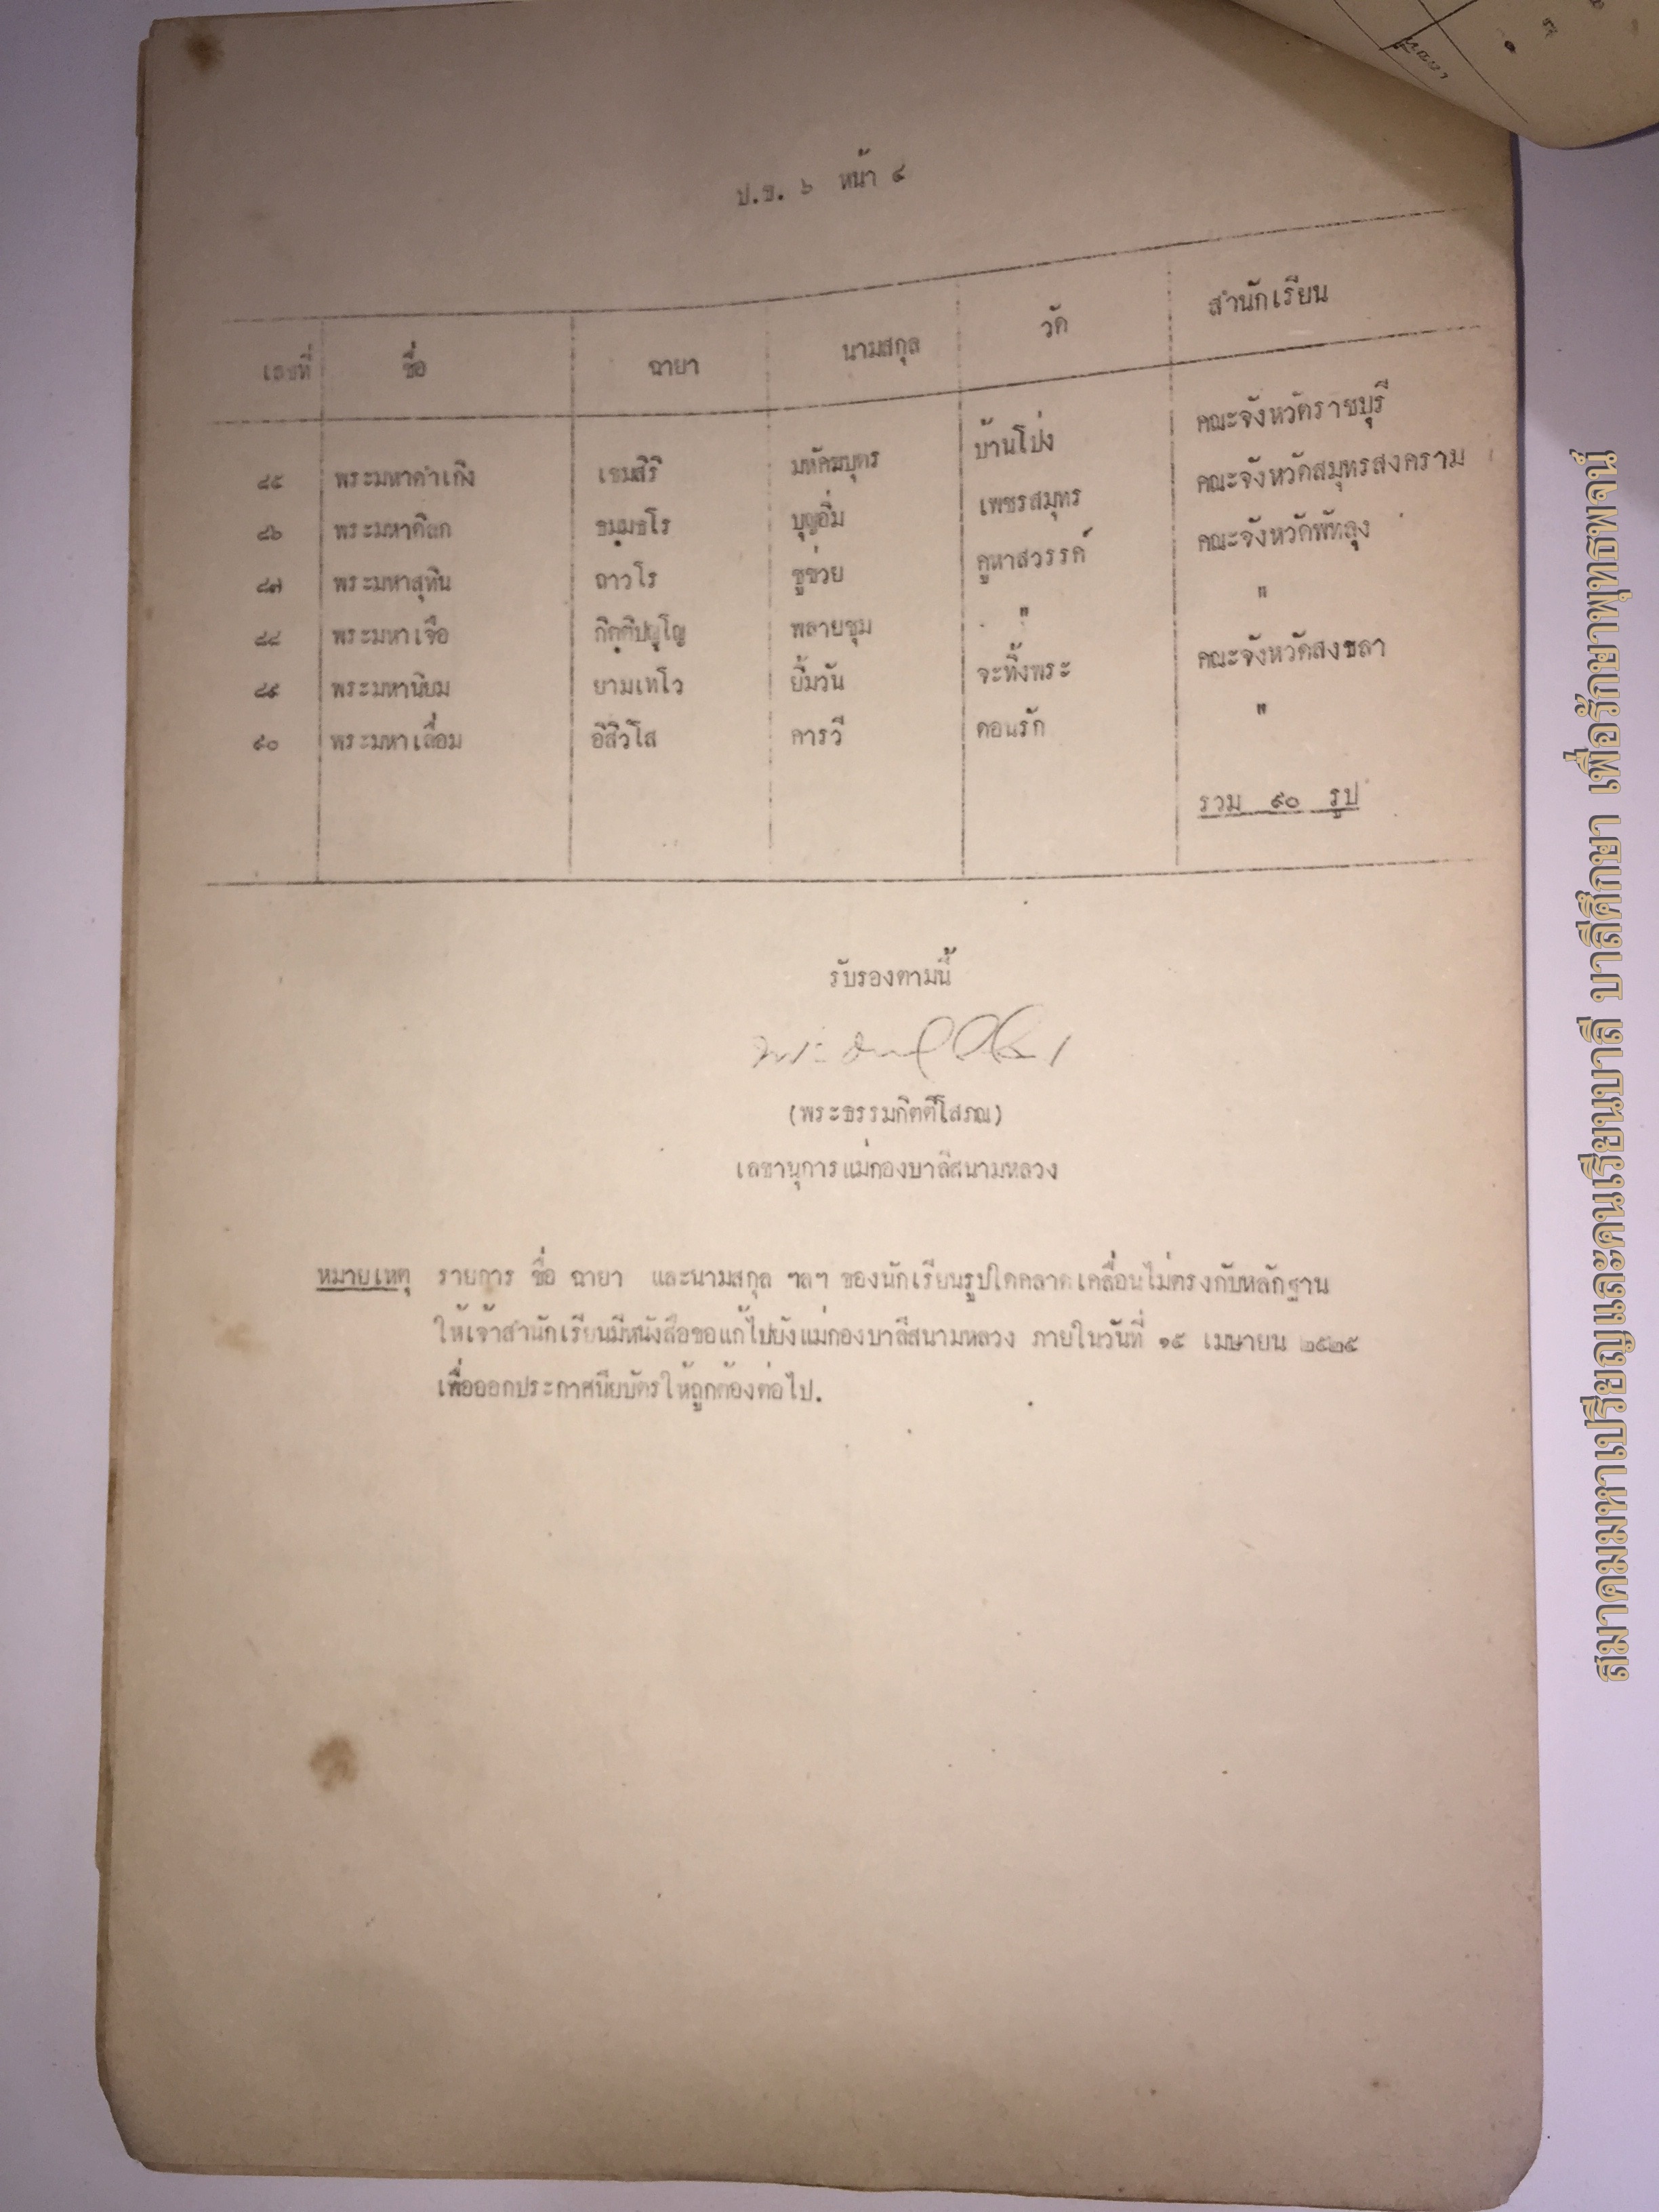 ป.ธ. ๖ หน้า ๔
เลขที่ ชื่อ ฉายา นามสกุล วัด สำนักเรียน
๘๕ พระมหาคำเกิง เขมสิริ มหัคฆบุตร บ้านโป่ง คณะจังหวัดราชบุรี
๘๖ พระมหาดิลก ธมฺมธโร บุญอิ่ม เพชรสมุทร คณะจังหวัดสมุทรสงคราม
๘๗ พระมหาสุทิน ถาวโร ชูช่วย คูหาสวรรค์ คณะจังหวัดพัทลุง
๘๘ พระมหาเจือ กิตฺติปญฺโญ พลายชุม " "
๘๙ พระมหานิยม ยามเทโว ยิ้มวัน จะทิ้งพระ คณะจังหวัดสงขลา
๙๐ พระมหาเลื่อม อิสิวํโส คารวี ดอนรัก "
รวม ๙๐ รูป
รับรองตามนี้
(พระธรรมกิตติโสภณ)
เลขานุการแม่กองบาลีสนามหลวง
หมายเหตุ รายการ ชื่อ ฉายา และนามสกุล ฯลฯ ของนักเรียนรูปใดคลาดเคลื่อนไม่ตรงกับหลักฐาน
ให้เจ้าสำนักเรียนมีหนังสือขอแก้ไปยังแม่กองบาลีสนามหลวง ภายในวันที่ ๑๕ เมษายน ๒๕๒๕
เพื่อออกประกาศนียบัตรให้ถูกต้องต่อไป.
สมาคมมหาเปรียญและคนเรียนบาลี บาลีศึกษา เพื่อรักษาพุทธพจน์